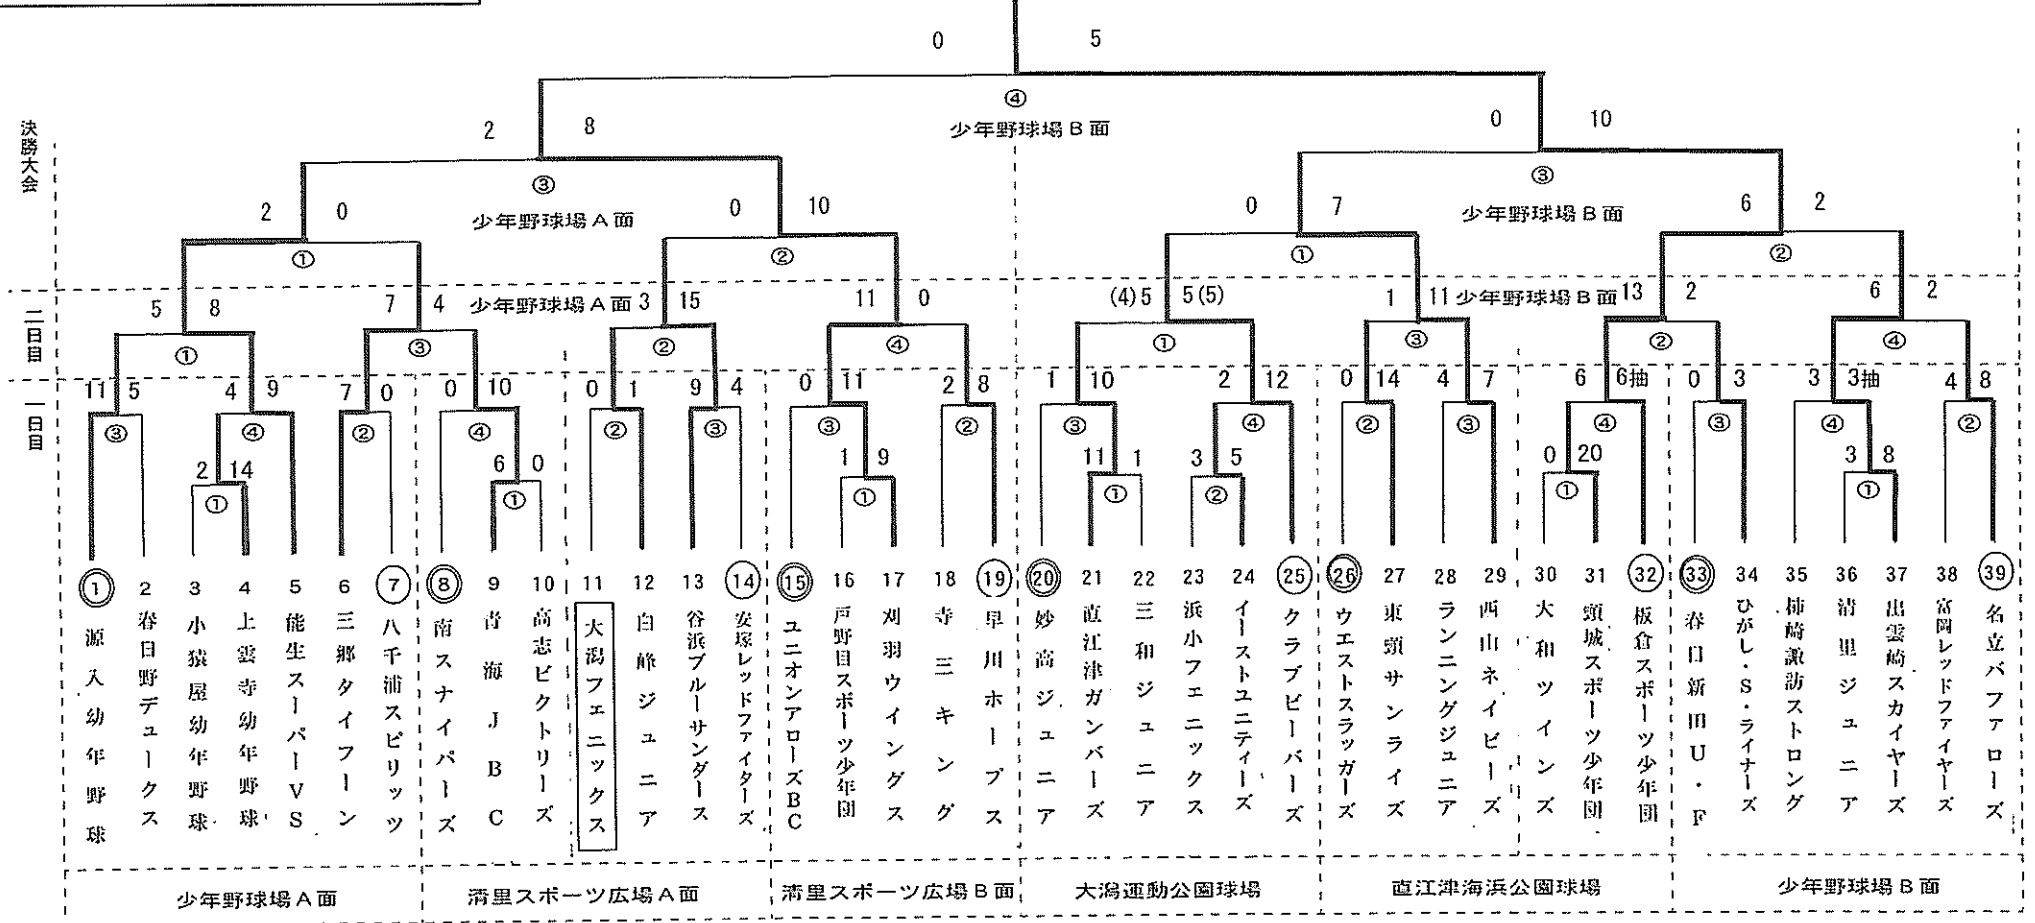 0 5
④
少年野球場B面
決勝大会
2 8 0 10
③ ③
少年野球場A面 少年野球場B面
2 0 0 10 0 7 6 2
① ② ① ②
少年野球場A面 少年野球場B面
二日目
5 8 7 4 3 15 11 0 (4)5 5(5) 1 11 13 2 6 2
① ③ ② ④ ① ③ ② ④
一日目
11 5 4 9 7 0 0 10 0 1 9 4 0 11 2 8 1 10 2 12 0 14 4 7 6 6抽 0 3 3 3抽 4 8
③ ④ ② ④ ② ③ ③ ② ③ ④ ② ③ ④ ③ ④ ②
2 14 6 0 1 9 11 1 3 5 0 20 3 8
① ① ① ① ② ① ①
1 源入幼年野球
2 春日野デュークス
3 小猿屋幼年野球
4 上雲寺幼年野球
5 能生スーパーVS
6 三郷タイフーン
7 八千浦スピリッツ
8 南スナイパーズ
9 青海JBC
10 高志ビクトリーズ
11 大潟フェニックス
12 白峰ジュニア
13 谷浜ブルーサンダース
14 安塚レッドファイターズ
15 ユニオンアローズBC
16 戸野目スポーツ少年団
17 刈羽ウイングス
18 寺三キング
19 早川ホープス
20 妙高ジュニア
21 直江津ガンバーズ
22 三和ジュニア
23 浜小フェニックス
24 イーストユニティーズ
25 クラブビーバーズ
26 ウエストスラッガーズ
27 東頸サンライズ
28 ランニングジュニア
29 西山ネイビーズ
30 大和ツインズ
31 頸城スポーツ少年団
32 板倉スポーツ少年団
33 春日新田U・F
34 ひがし・S・ライナーズ
35 柿崎諏訪ストロング
36 清里ジュニア
37 出雲崎スカイヤーズ
38 富岡レッドファイヤーズ
39 名立バファローズ
少年野球場A面 清里スポーツ広場A面 清里スポーツ広場B面 大潟運動公園球場 直江津海浜公園球場 少年野球場B面